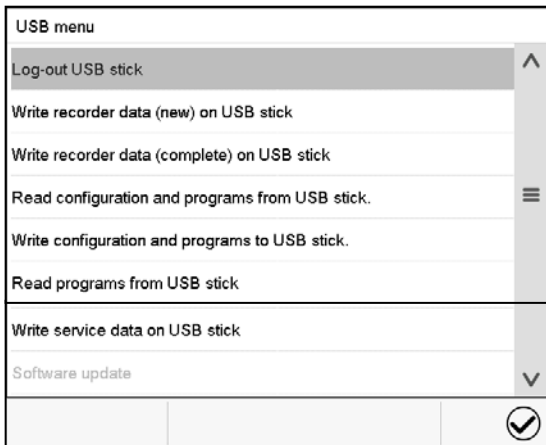 USB menu
Log-out USB stick
Write recorder data (new) on USB stick
Write recorder data (complete) on USB stick
Read configuration and programs from USB stick.
Write configuration and programs to USB stick.
Read programs from USB stick
Write service data on USB stick
Software update